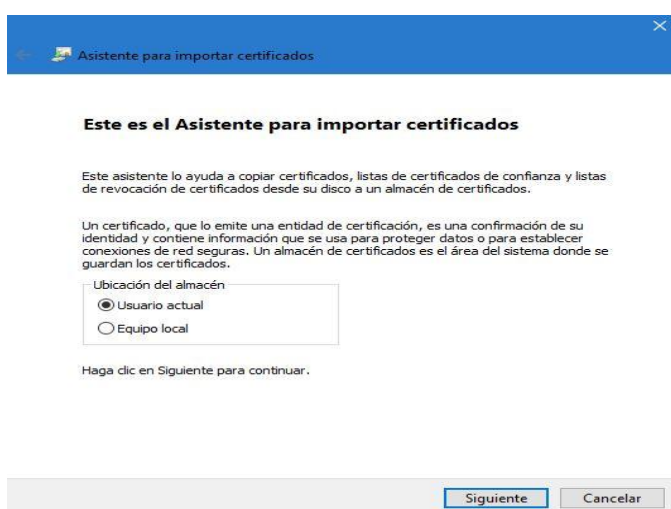 Asistente para importar certificados
Este es el Asistente para importar certificados
Este asistente lo ayuda a copiar certificados, listas de certificados de confianza y listas
de revocación de certificados desde su disco a un almacén de certificados.
Un certificado, que lo emite una entidad de certificación, es una confirmación de su
identidad y contiene información que se usa para proteger datos o para establecer
conexiones de red seguras. Un almacén de certificados es el área del sistema donde se
guardan los certificados.
Ubicación del almacén
Usuario actual
Equipo local
Haga clic en Siguiente para continuar.
Siguiente Cancelar